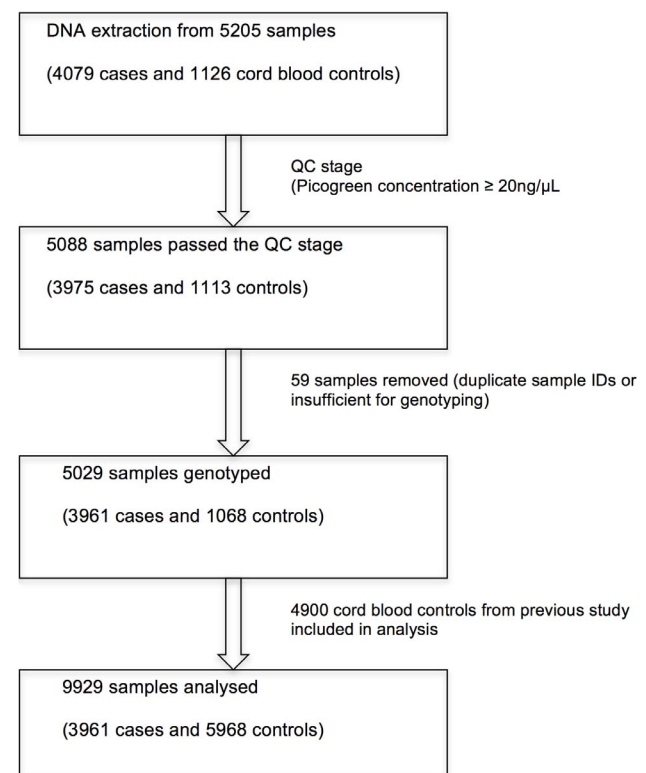 DNA extraction from 5205 samples
(4079 cases and 1126 cord blood controls)
QC stage
(Picogreen concentration ≥ 20ng/µL
5088 samples passed the QC stage
(3975 cases and 1113 controls)
59 samples removed (duplicate sample IDs or
insufficient for genotyping)
5029 samples genotyped
(3961 cases and 1068 controls)
4900 cord blood controls from previous study
included in analysis
9929 samples analysed
(3961 cases and 5968 controls)